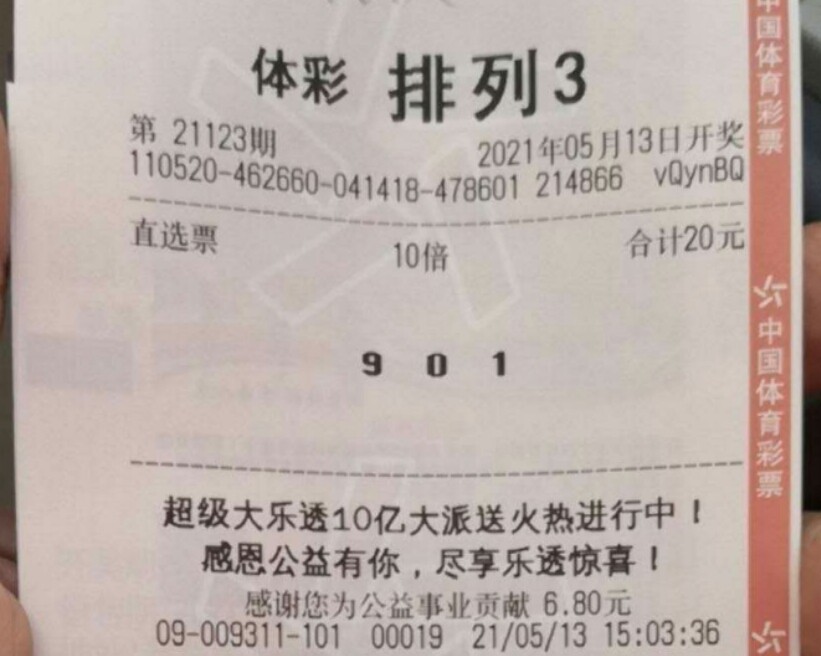 体彩 排列3
第 21123期 2021年05月13日开奖
110520-462660-041418-478601 214866 vQynBQ
直选票 10倍 合计20元
9 0 1
超级大乐透10亿大派送火热进行中！
感恩公益有你，尽享乐透惊喜！
感谢您为公益事业贡献 6.80元
09-009311-101 00019 21/05/13 15:03:36
中国体育彩票
中国体育彩票